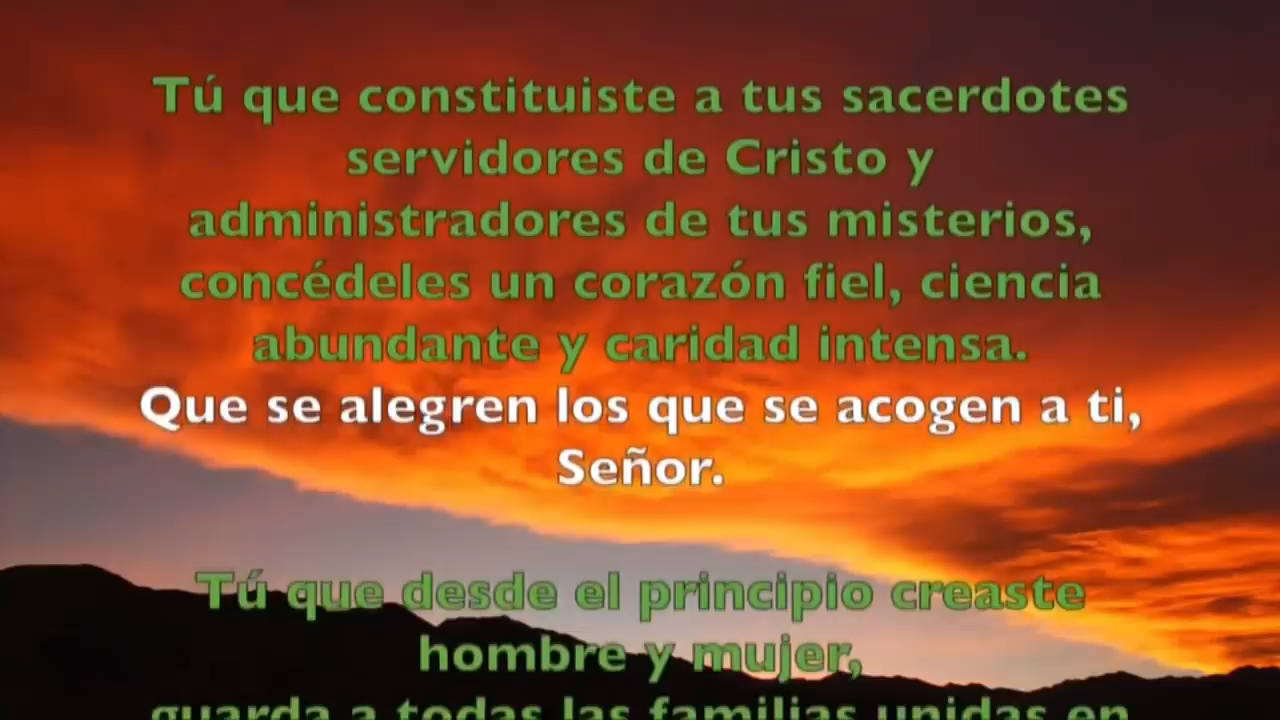 Tú que constituiste a tus sacerdotes
servidores de Cristo y
administradores de tus misterios,
concédeles un corazón fiel, ciencia
abundante y caridad intensa.
Que se alegren los que se acogen a ti,
Señor.
Tú que desde el principio creaste
hombre y mujer,
guarda a todas las familias unidas en